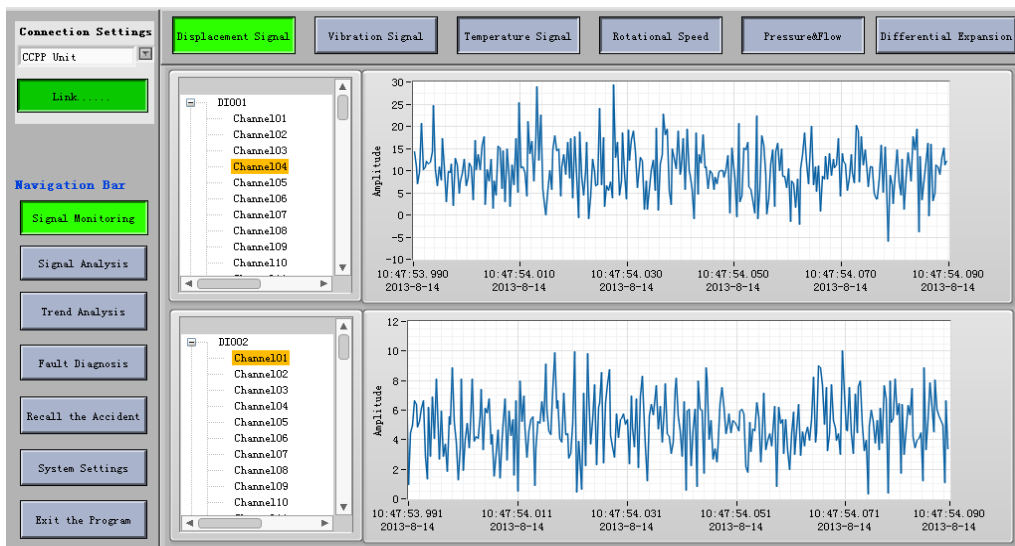 Connection Settings
CCPP Unit
Link......
Navigation Bar
Signal Monitoring
Signal Analysis
Trend Analysis
Fault Diagnosis
Recall the Accident
System Settings
Exit the Program
Displacement Signal
Vibration Signal
Temperature Signal
Rotational Speed
Pressure&Flow
Differential Expansion
DI001
Channel01
Channel02
Channel03
Channel04
Channel05
Channel06
Channel07
Channel08
Channel09
Channel10
Amplitude
30
25
20
15
10
5
0
-5
-10
10:47:53.990 10:47:54.010 10:47:54.030 10:47:54.050 10:47:54.070 10:47:54.090
2013-8-14 2013-8-14 2013-8-14 2013-8-14 2013-8-14 2013-8-14
DI002
Channel01
Channel02
Channel03
Channel04
Channel05
Channel06
Channel07
Channel08
Channel09
Channel10
Amplitude
12
10
8
6
4
2
0
10:47:53.991 10:47:54.011 10:47:54.031 10:47:54.051 10:47:54.071 10:47:54.090
2013-8-14 2013-8-14 2013-8-14 2013-8-14 2013-8-14 2013-8-14